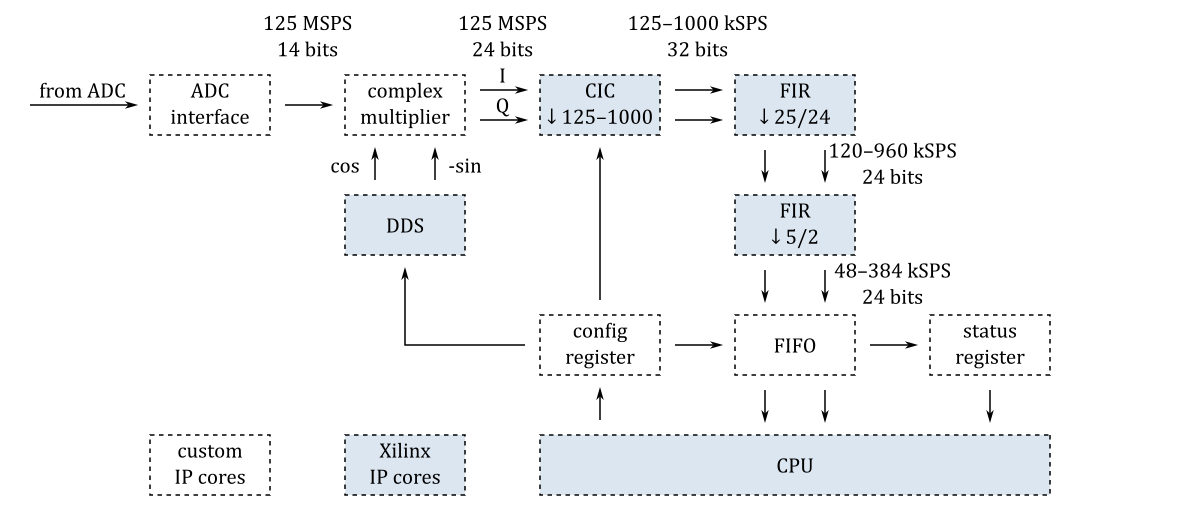 125 MSPS
14 bits
125 MSPS
24 bits
125–1000 kSPS
32 bits
from ADC
ADC
interface
complex
multiplier
I
Q
CIC
↓125–1000
FIR
↓25/24
cos
-sin
120–960 kSPS
24 bits
DDS
FIR
↓5/2
48–384 kSPS
24 bits
config
register
FIFO
status
register
custom
IP cores
Xilinx
IP cores
CPU